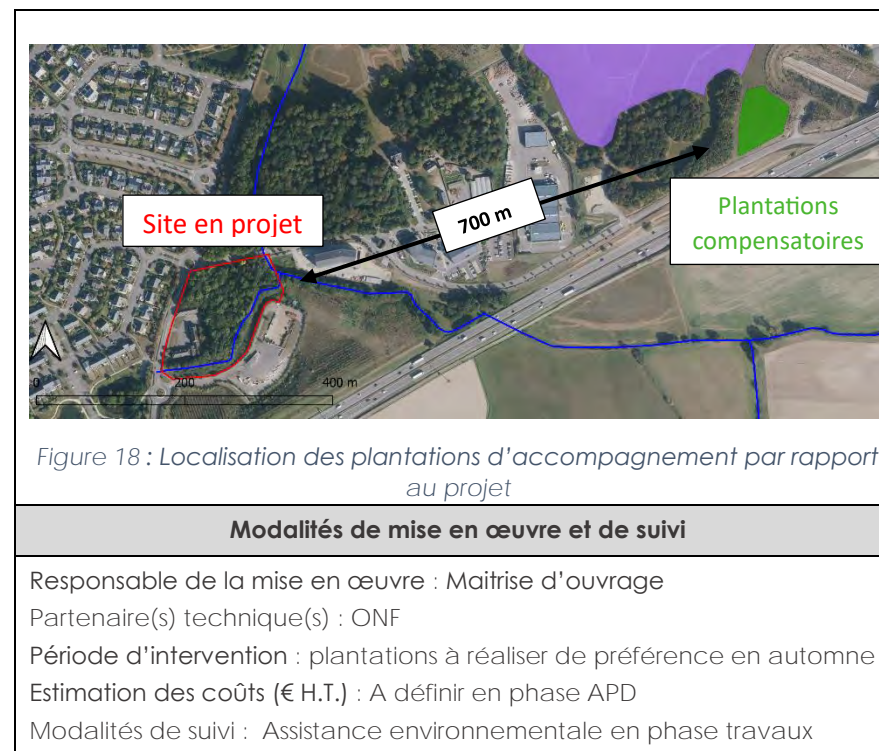 Site en projet
700 m
Plantations
compensatoires
0 200 400 m
Figure 18 : Localisation des plantations d’accompagnement par rapport
au projet
Modalités de mise en œuvre et de suivi
Responsable de la mise en œuvre : Maitrise d’ouvrage
Partenaire(s) technique(s) : ONF
Période d’intervention : plantations à réaliser de préférence en automne
Estimation des coûts (€ H.T.) : A définir en phase APD
Modalités de suivi : Assistance environnementale en phase travaux